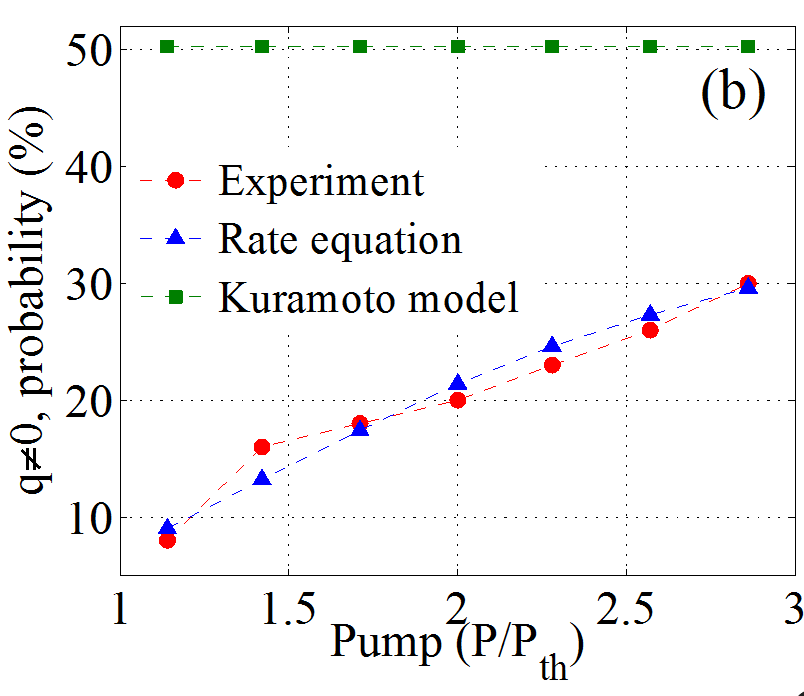 50
(b)
40
30
20
10
q≠0, probability (%)
Experiment
Rate equation
Kuramoto model
1 1.5 2 2.5 3
Pump (P/Pth)